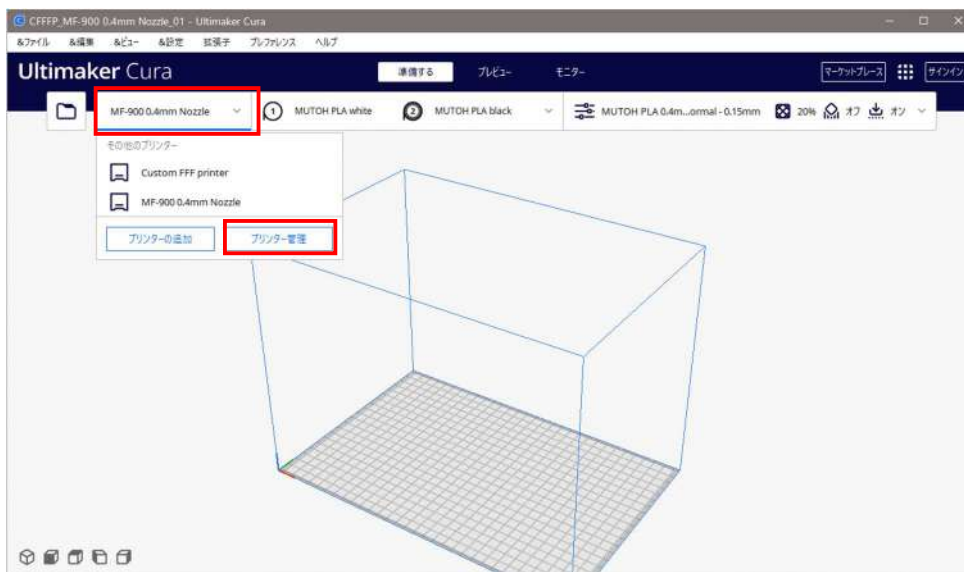 CFFFP_MF-900 0.4mm Nozzle_01 - Ultimaker Cura
&ファイル &編集 &ビュー &設定 拡張子 プレファレンス ヘルプ
Ultimaker Cura 準備する プレビュー モニター マーケットプレース サインイン
MF-900 0.4mm Nozzle 1 MUTOH PLA white 2 MUTOH PLA black MUTOH PLA 0.4m...ormal - 0.15mm 20% オフ オン
その他のプリンター
Custom FFF printer
MF-900 0.4mm Nozzle
プリンターの追加 プリンター管理